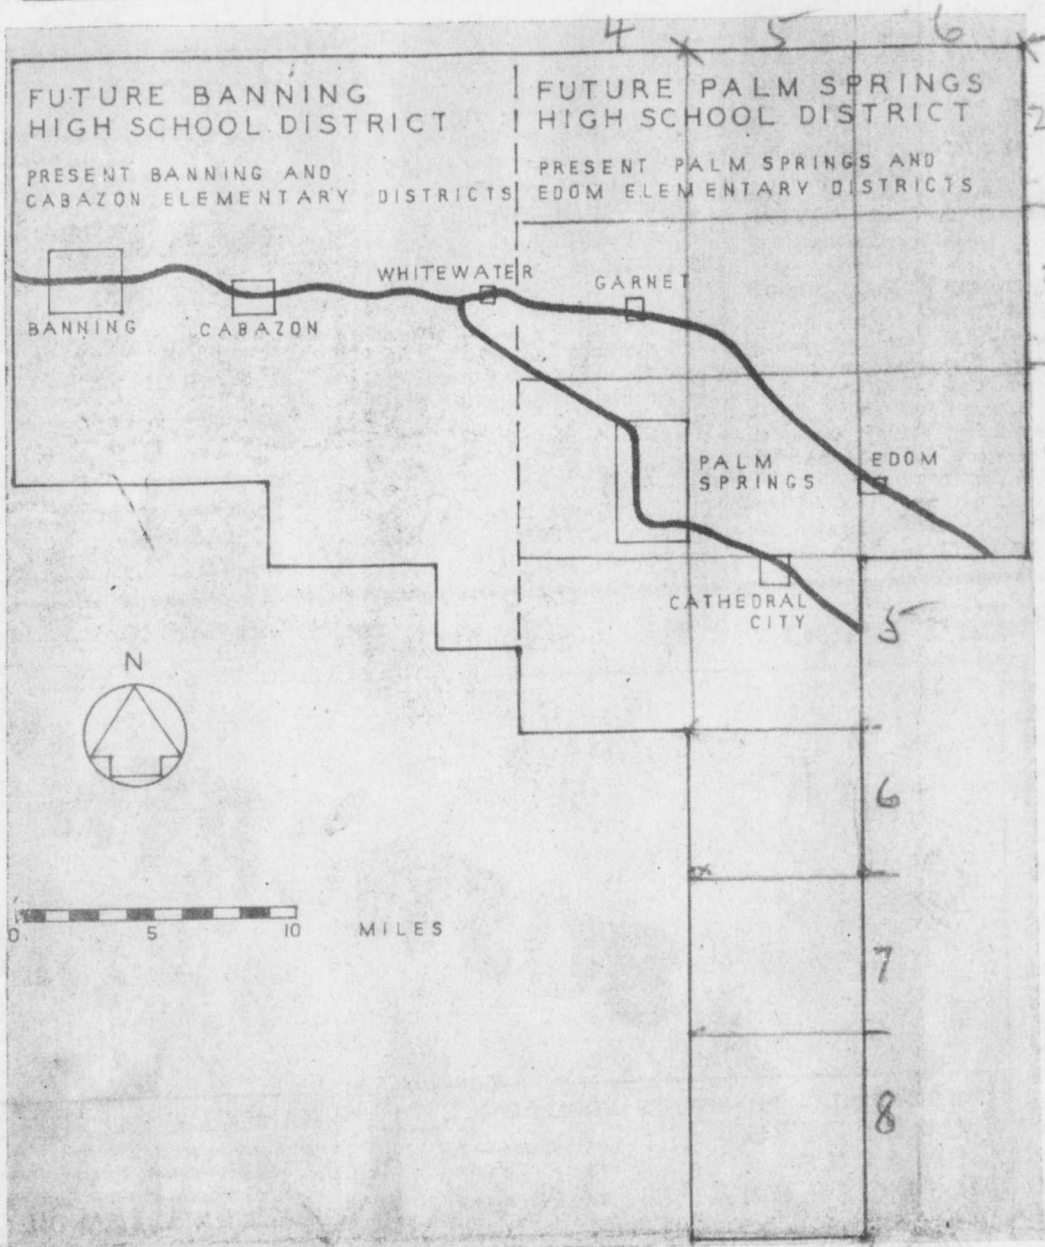 4 5 6
FUTURE BANNING
HIGH SCHOOL DISTRICT
PRESENT BANNING AND
CABAZON ELEMENTARY DISTRICTS
FUTURE PALM SPRINGS
HIGH SCHOOL DISTRICT
PRESENT PALM SPRINGS AND
EDOM ELEMENTARY DISTRICTS
2
WHITEWATER
GARNET
BANNING
CABAZON
PALM
SPRINGS
EDOM
CATHEDRAL
CITY
5
N
6
0 5 10 MILES
7
8